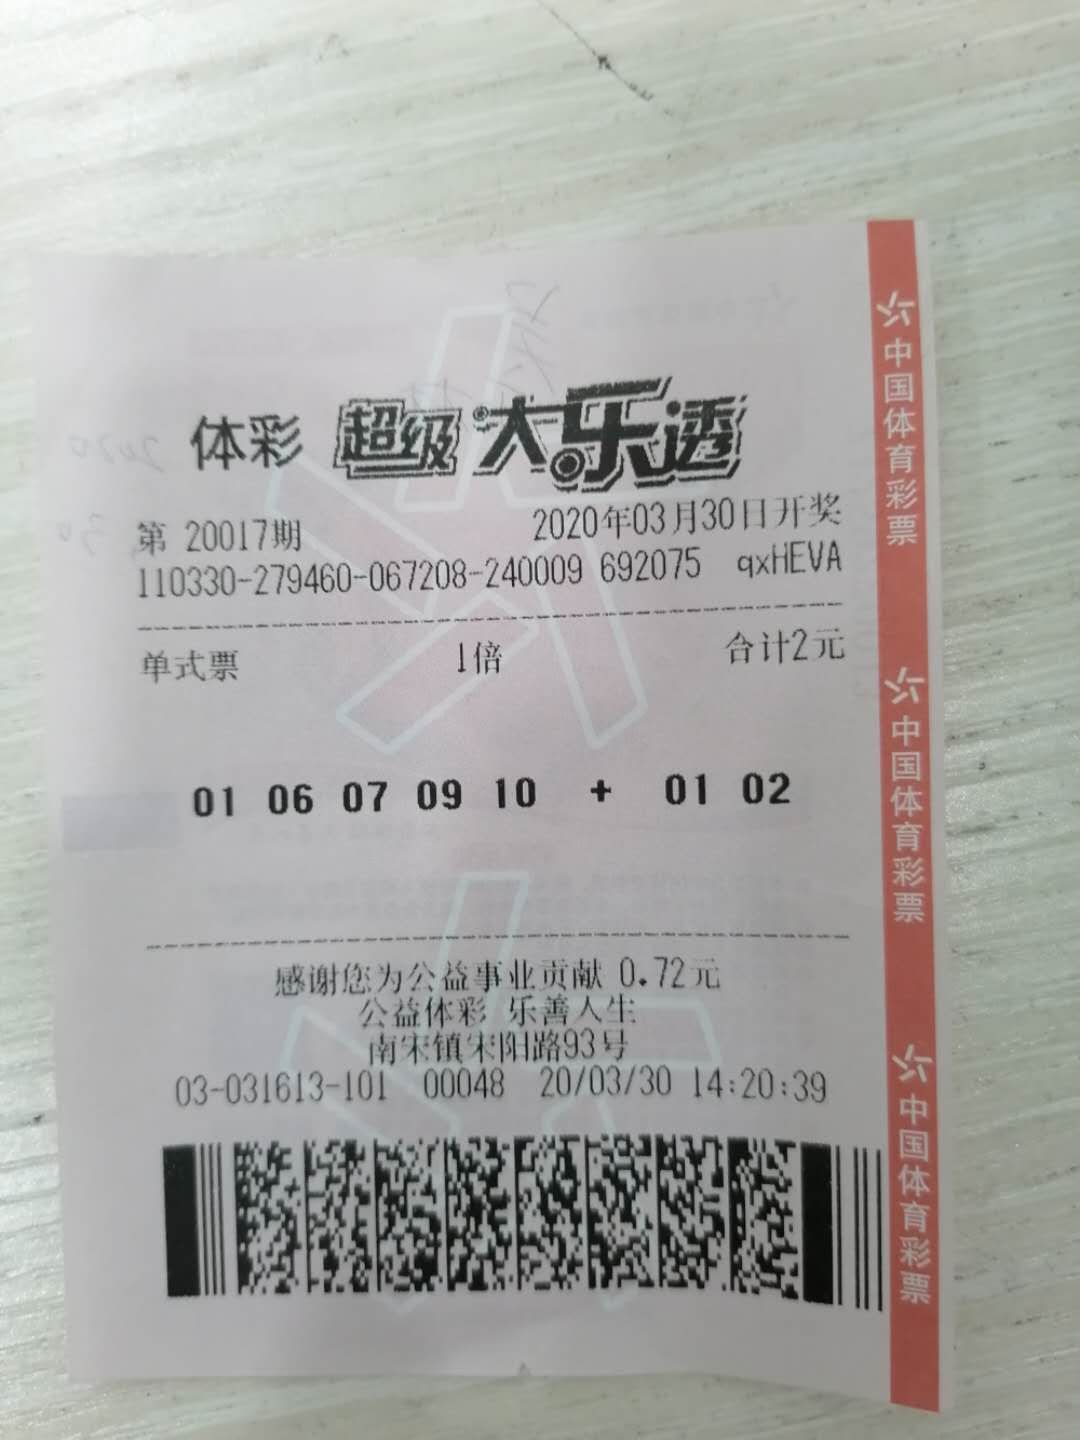 体彩 超级大乐透
第 20017期 2020年03月30日开奖
110330-279460-067208-240009 692075 qxHEVA
单式票 1倍 合计2元
01 06 07 09 10 + 01 02
感谢您为公益事业贡献 0.72元
公益体彩 乐善人生
南宋镇宋阳路93号
03-031613-101 00048 20/03/30 14:20:39
中国体育彩票
中国体育彩票
中国体育彩票